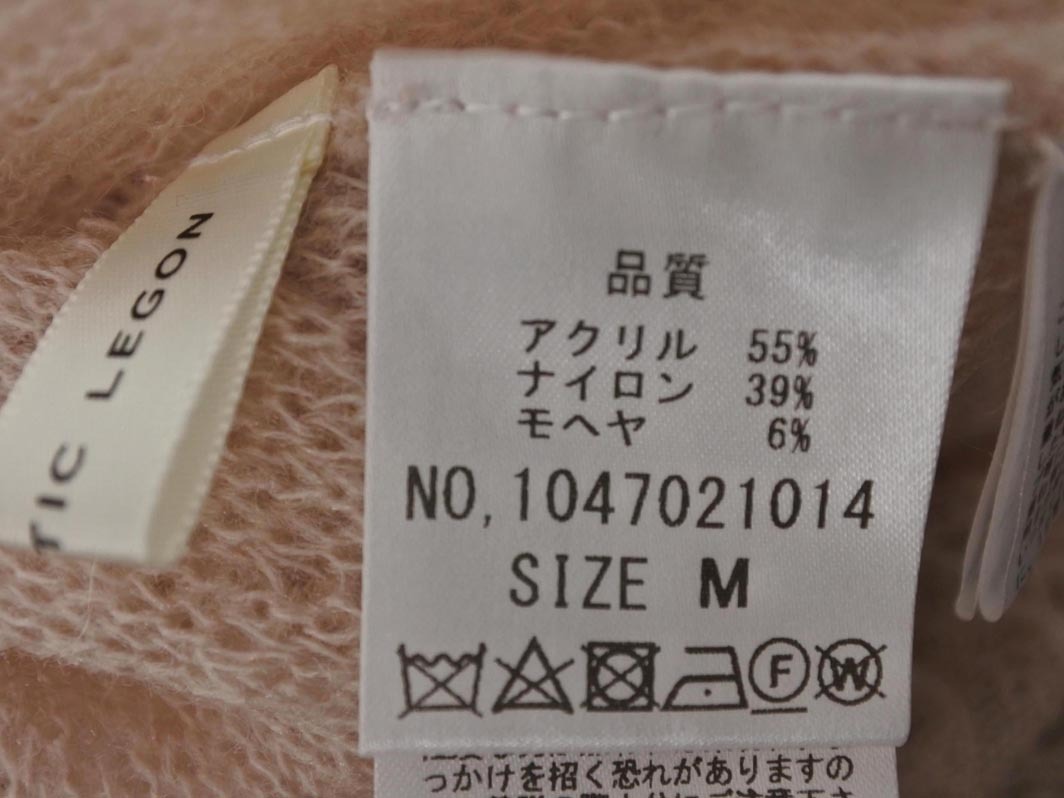 TIC LEGON
品質
アクリル 55%
ナイロン 39%
モヘヤ 6%
NO,1047021014
SIZE M
F W
っかけを招く恐れがありますの